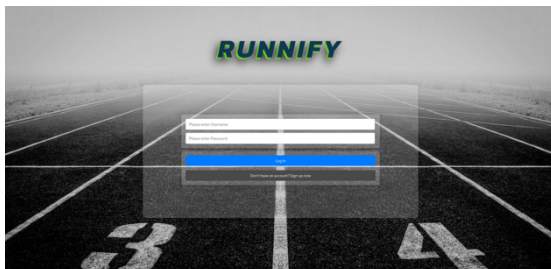 RUNNIFY
Please enter Username
Please enter Password
Log in
Don't have an account? Sign up now
3 4